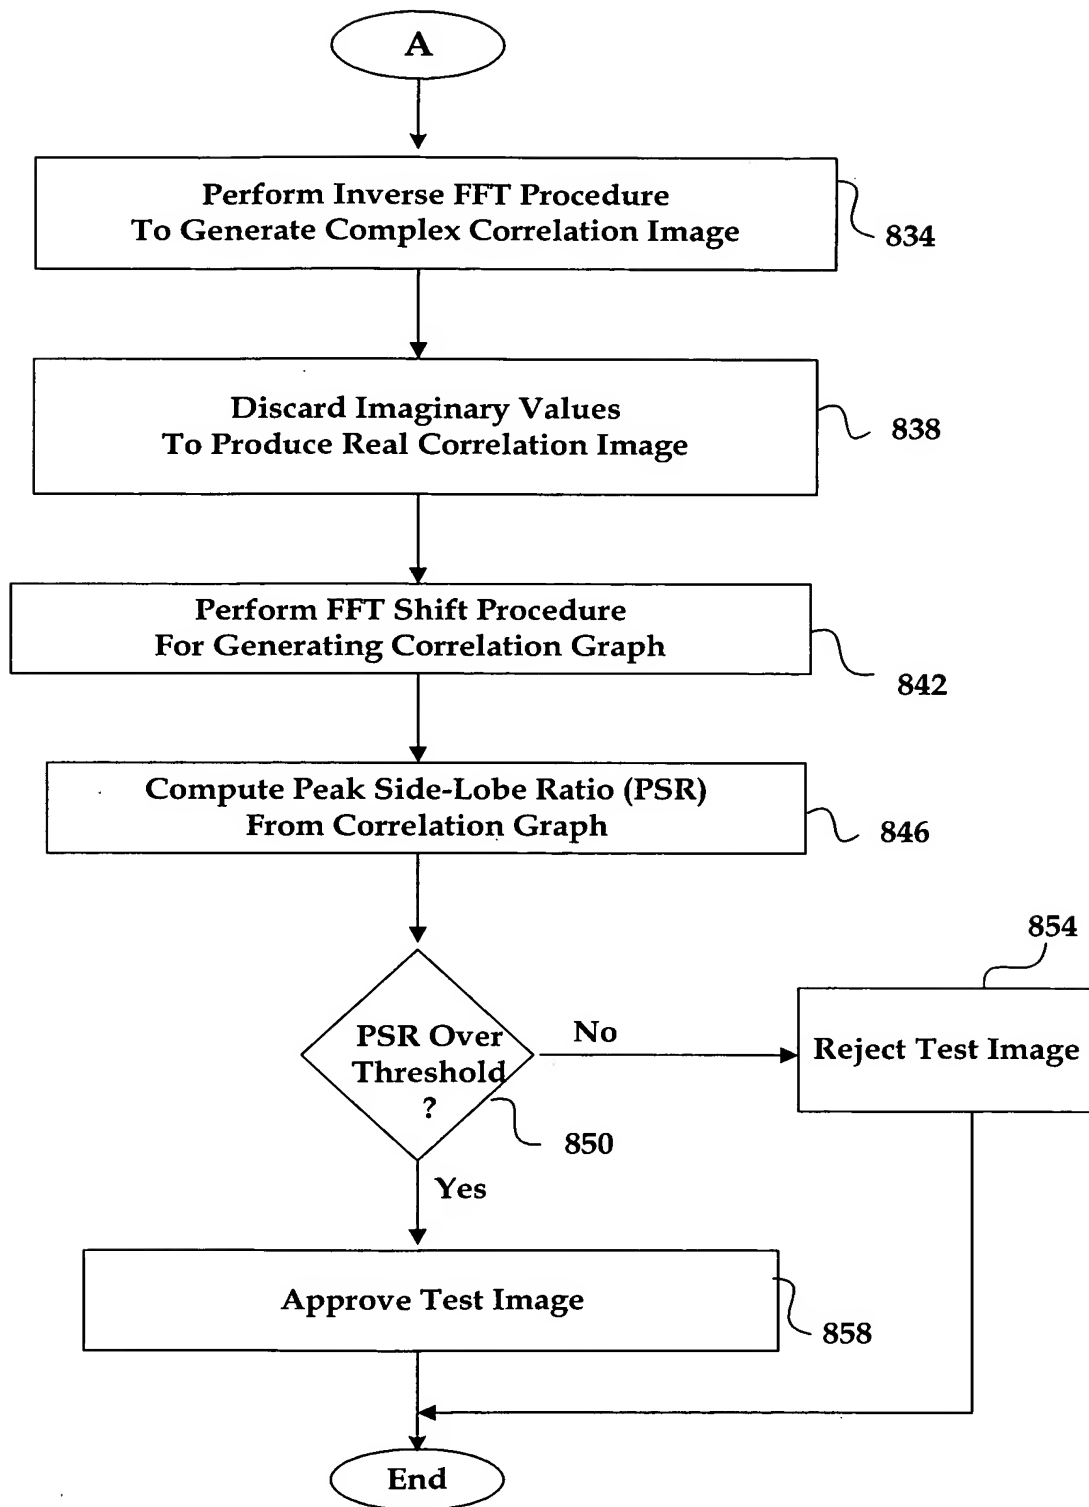 A
Perform Inverse FFT Procedure
To Generate Complex Correlation Image
834
Discard Imaginary Values
To Produce Real Correlation Image
838
Perform FFT Shift Procedure
For Generating Correlation Graph
842
Compute Peak Side-Lobe Ratio (PSR)
From Correlation Graph
846
854
PSR Over
Threshold
?
No
Reject Test Image
850
Yes
Approve Test Image
858
End